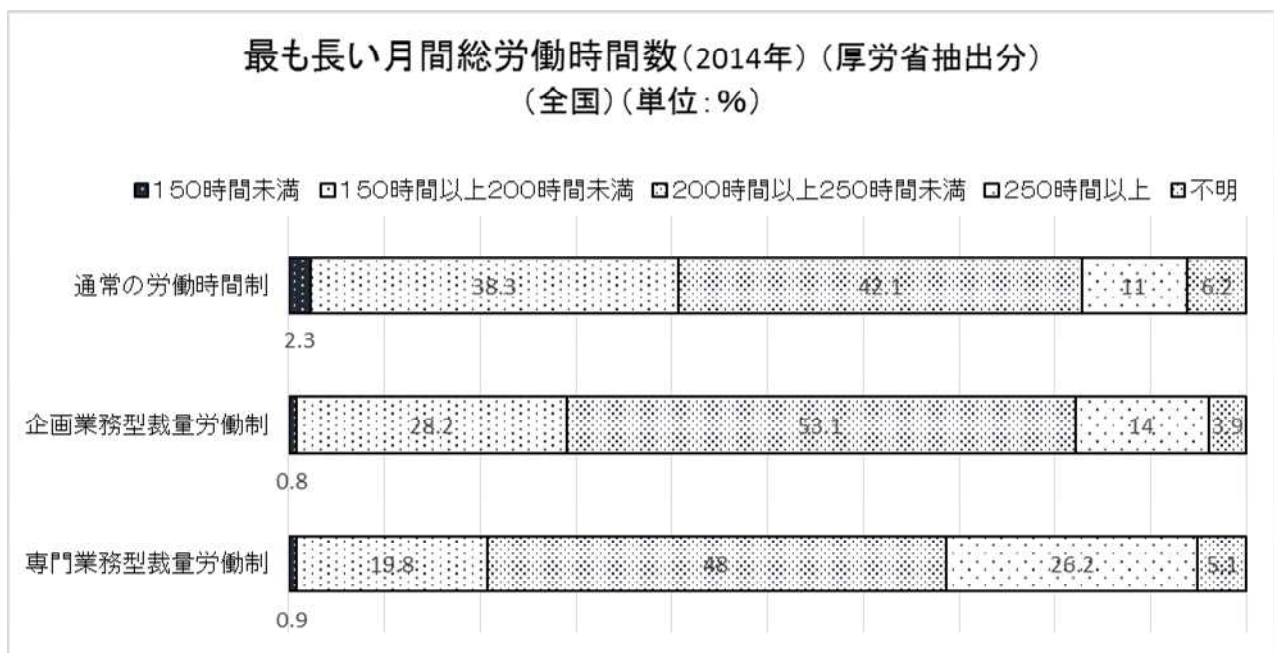 最も長い月間総労働時間数（2014年）（厚労省抽出分）
（全国）（単位：％）
150時間未満 150時間以上200時間未満 200時間以上250時間未満 250時間以上 不明
通常の労働時間制 38.3 42.1 11 6.2
2.3
企画業務型裁量労働制 28.2 53.1 14 3.9
0.8
専門業務型裁量労働制 19.8 48 26.2 5.1
0.9